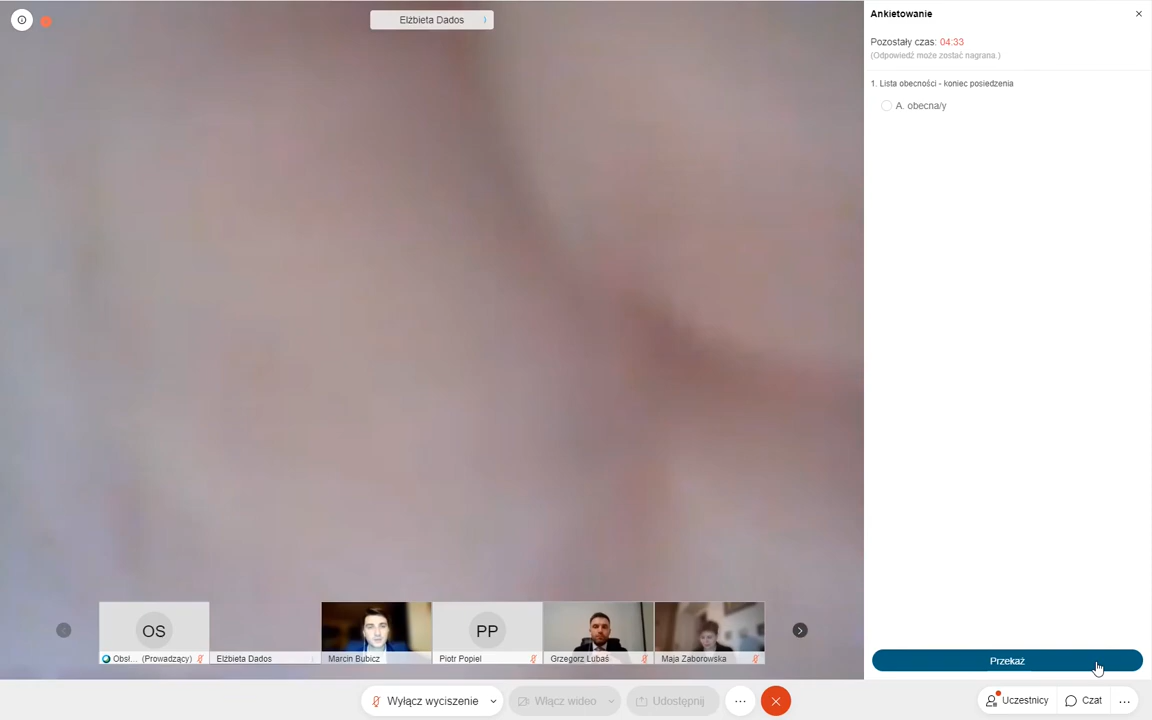 Elżbieta Dados
Ankietowanie
Pozostały czas: 04:33
(Odpowiedź może zostać nagrana.)
1. Lista obecności - koniec posiedzenia
A. obecna/y
OS
PP
Obsł... (Prowadzący)
Elżbieta Dados
Marcin Bubicz
Piotr Popiel
Grzegorz Lubaś
Maja Zaborowska
Przekaż
Wyłącz wyciszenie
Włącz wideo
Udostępnij
Uczestnicy
Czat